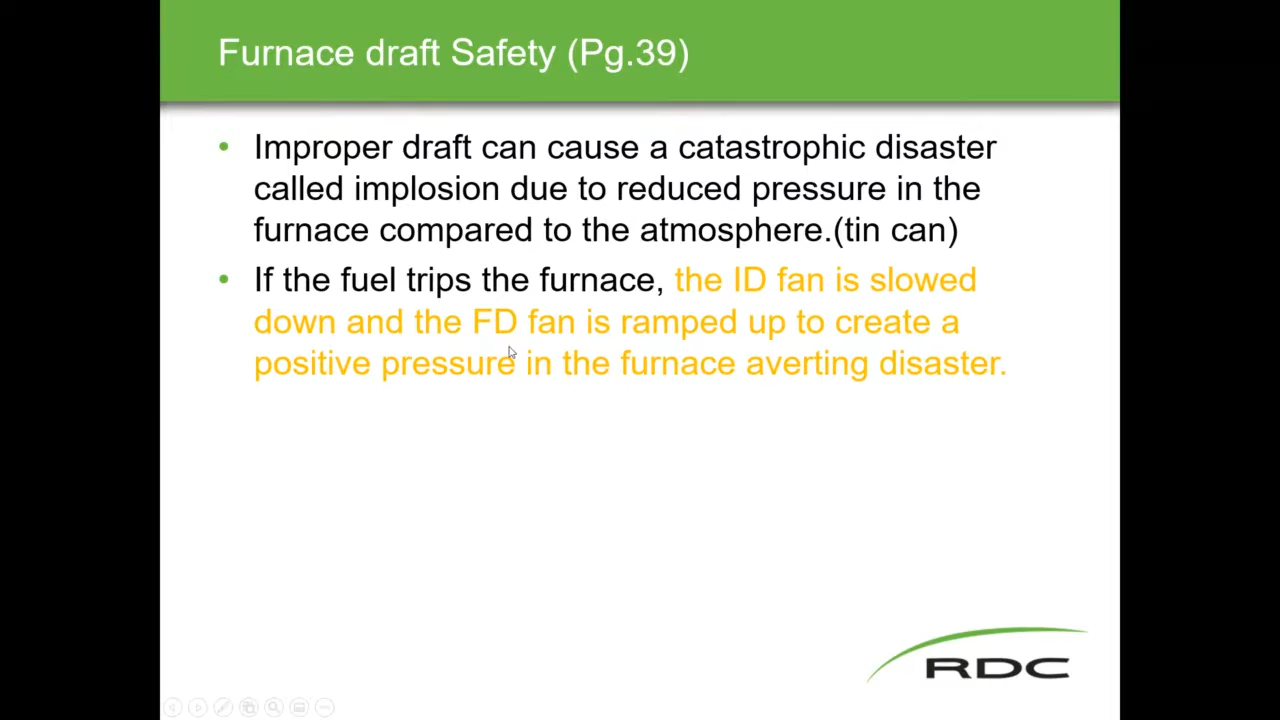 Furnace draft Safety (Pg.39)
• Improper draft can cause a catastrophic disaster
called implosion due to reduced pressure in the
furnace compared to the atmosphere.(tin can)
• If the fuel trips the furnace, the ID fan is slowed
down and the FD fan is ramped up to create a
positive pressure in the furnace averting disaster.
RDC